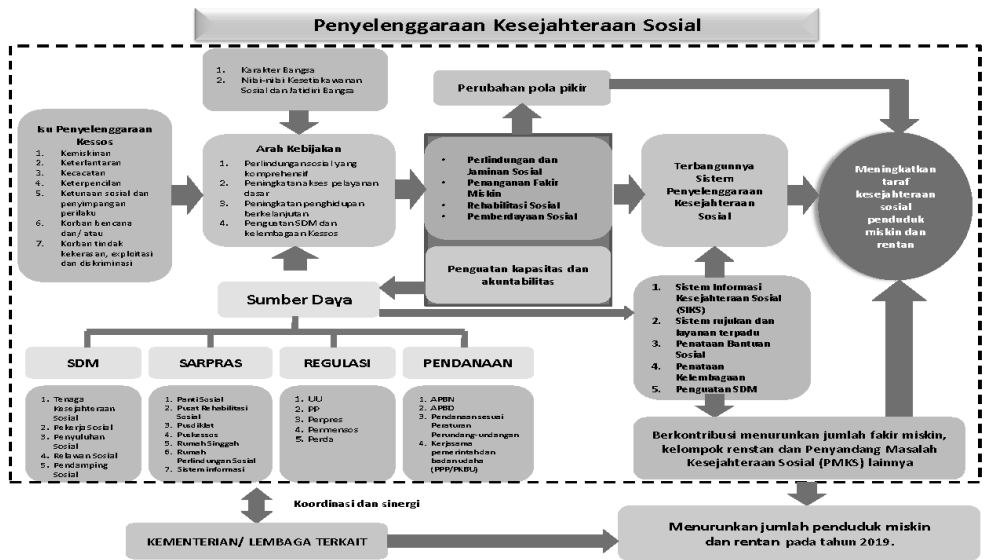 Penyelenggaraan Kesejahteraan Sosial
1. Karakter Bangsa
2. Nilai-nilai Kesetiakawanan
Sosial dan Jatidiri Bangsa
Perubahan pola pikir
Isu Penyelenggaraan
Kessos
1. Kemiskinan
2. Keterlantaran
3. Kecacatan
4. Keterpencilan
5. Ketunaan sosial dan
penyimpangan
perilaku
6. Korban bencana
dan/ atau
7. Korban tindak
kekerasan, exploitasi
dan diskriminasi
Arah Kebijakan
1. Perlindungan sosial yang
komprehensif
2. Peningkatan akses pelayanan
dasar
3. Peningkatan penghidupan
berkelanjutan
4. Penguatan SDM dan
kelembagaan Kessos
• Perlindungan dan
Jaminan Sosial
• Penanganan Fakir
Miskin
• Rehabilitasi Sosial
• Pemberdayaan Sosial
Penguatan kapasitas dan
akuntabilitas
Terbangunnya
Sistem
Penyelenggaraan
Kesejahteraan
Sosial
Meningkatkan
taraf
kesejahteraan
sosial
penduduk
miskin dan
rentan
Sumber Daya
1. Sistem Informasi
Kesejahteraan Sosial
(SIKS)
2. Sistem rujukan dan
layanan terpadu
3. Penataan Bantuan
Sosial
4. Penataan
Kelembagaan
5. Penguatan SDM
SDM
SARPRAS
REGULASI
PENDANAAN
1. Tenaga
Kesejahteraan
Sosial
2. Pekerja Sosial
3. Penyuluhan
Sosial
4. Relawan Sosial
5. Pendamping
Sosial
1. Panti Sosial
2. Pusat Rehabilitasi
Sosial
3. Pusdiklat
4. Puskessos
5. Rumah Singgah
6. Rumah
Perlindungan Sosial
7. Sistem informasi
1. UU
2. PP
3. Perpres
4. Permensos
5. Perda
1. APBN
2. APBD
3. Pendanaan sesuai
Peraturan
Perundang-undangan
4. Kerjasama
pemerintah dan
badan udaha
(PPP/PKBU)
Berkontribusi menurunkan jumlah fakir miskin,
kelompok renstan dan Penyandang Masalah
Kesejahteraan Sosial (PMKS) lainnya
Koordinasi dan sinergi
KEMENTERIAN/ LEMBAGA TERKAIT
Menurunkan jumlah penduduk miskin
dan rentan pada tahun 2019.